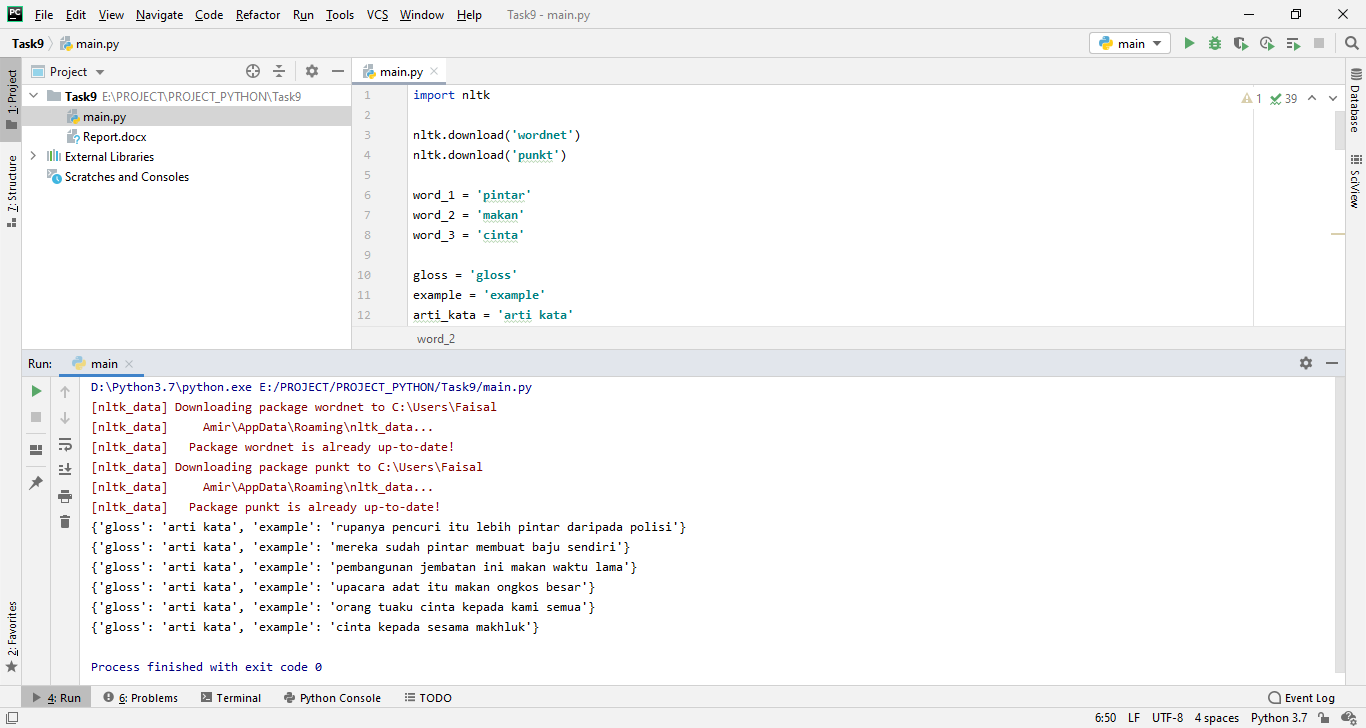 PC File Edit View Navigate Code Refactor Run Tools VCS Window Help Task9 - main.py
Task9 main.py main
1: Project
7: Structure
2: Favorites
Project
Task9 E:\PROJECT\PROJECT_PYTHON\Task9
main.py
Report.docx
External Libraries
Scratches and Consoles
main.py
1 import nltk
2
3 nltk.download('wordnet')
4 nltk.download('punkt')
5
6 word_1 = 'pintar'
7 word_2 = 'makan'
8 word_3 = 'cinta'
9
10 gloss = 'gloss'
11 example = 'example'
12 arti_kata = 'arti kata'
1 39
word_2
Database
SciView
Run: main
D:\Python3.7\python.exe E:/PROJECT/PROJECT_PYTHON/Task9/main.py
[nltk_data] Downloading package wordnet to C:\Users\Faisal
[nltk_data]     Amir\AppData\Roaming\nltk_data...
[nltk_data]   Package wordnet is already up-to-date!
[nltk_data] Downloading package punkt to C:\Users\Faisal
[nltk_data]     Amir\AppData\Roaming\nltk_data...
[nltk_data]   Package punkt is already up-to-date!
{'gloss': 'arti kata', 'example': 'rupanya pencuri itu lebih pintar daripada polisi'}
{'gloss': 'arti kata', 'example': 'mereka sudah pintar membuat baju sendiri'}
{'gloss': 'arti kata', 'example': 'pembangunan jembatan ini makan waktu lama'}
{'gloss': 'arti kata', 'example': 'upacara adat itu makan ongkos besar'}
{'gloss': 'arti kata', 'example': 'orang tuaku cinta kepada kami semua'}
{'gloss': 'arti kata', 'example': 'cinta kepada sesama makhluk'}
Process finished with exit code 0
4: Run 6: Problems Terminal Python Console TODO Event Log
6:50 LF UTF-8 4 spaces Python 3.7